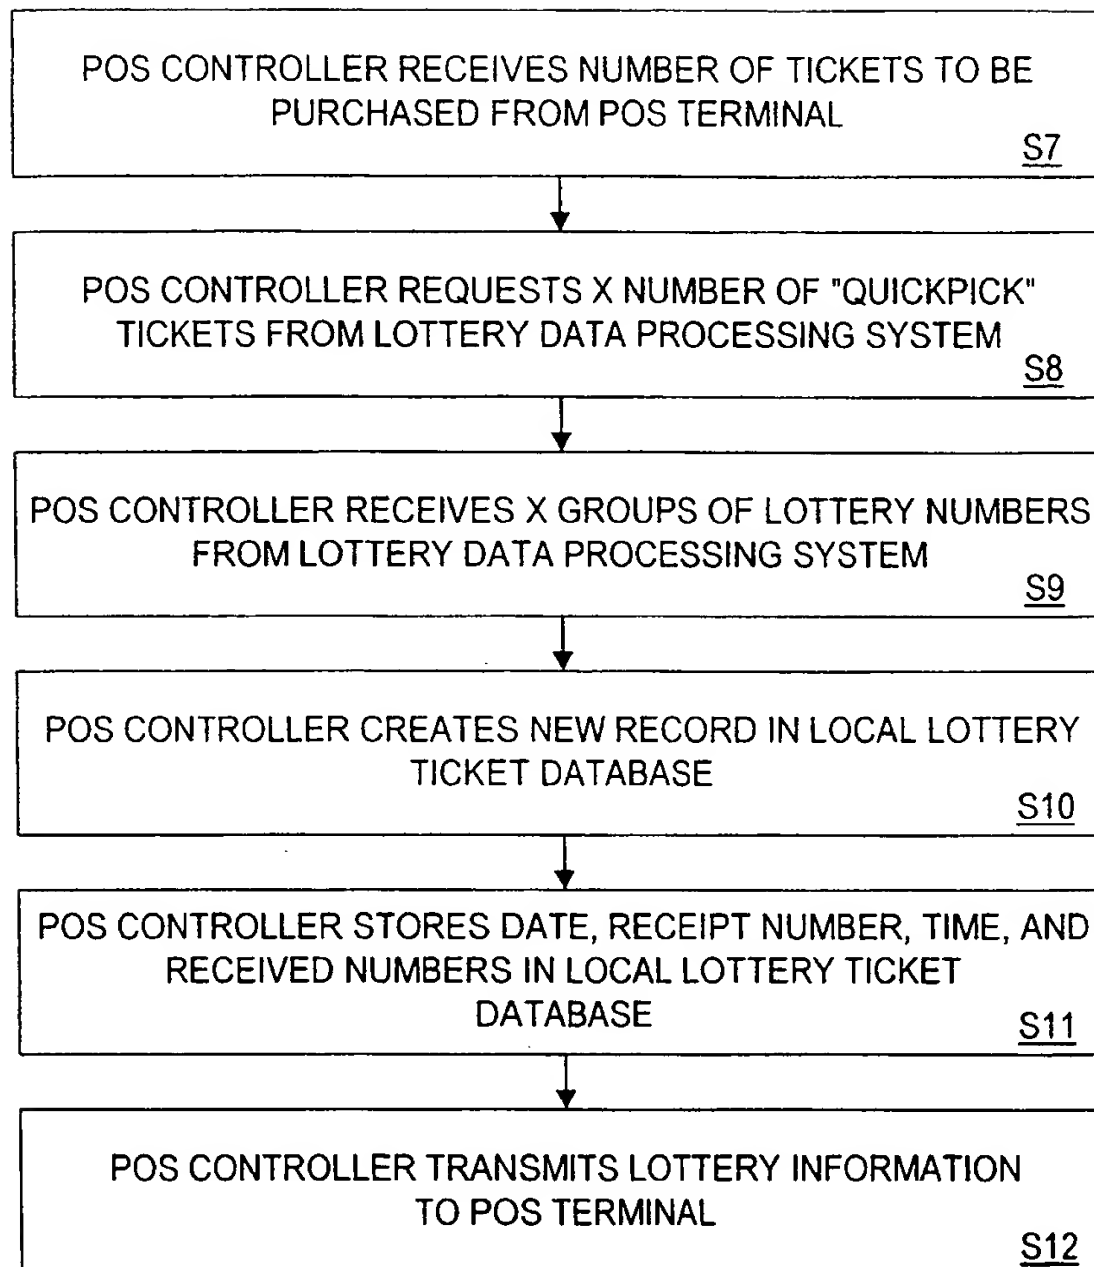 POS CONTROLLER RECEIVES NUMBER OF TICKETS TO BE
PURCHASED FROM POS TERMINAL
S7
POS CONTROLLER REQUESTS X NUMBER OF "QUICKPICK"
TICKETS FROM LOTTERY DATA PROCESSING SYSTEM
S8
POS CONTROLLER RECEIVES X GROUPS OF LOTTERY NUMBERS
FROM LOTTERY DATA PROCESSING SYSTEM
S9
POS CONTROLLER CREATES NEW RECORD IN LOCAL LOTTERY
TICKET DATABASE
S10
POS CONTROLLER STORES DATE, RECEIPT NUMBER, TIME, AND
RECEIVED NUMBERS IN LOCAL LOTTERY TICKET
DATABASE
S11
POS CONTROLLER TRANSMITS LOTTERY INFORMATION
TO POS TERMINAL
S12